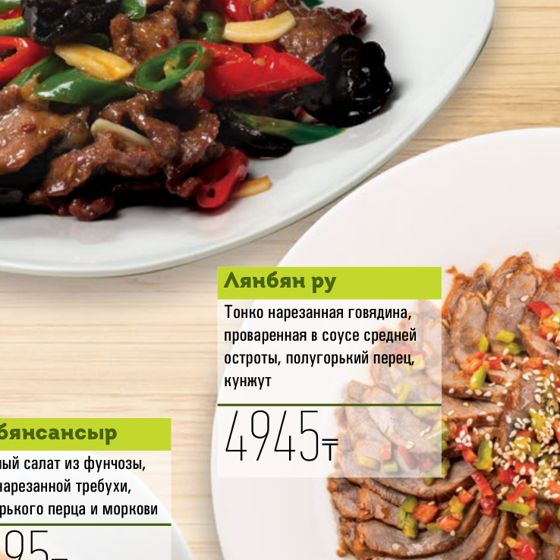 Лянбян ру
Тонко нарезанная говядина,
проваренная в соусе средней
остроты, полугорький перец,
кунжут
4945₸
бянсансыр
ный салат из фунчозы,
нарезанной требухи,
рького перца и моркови
95